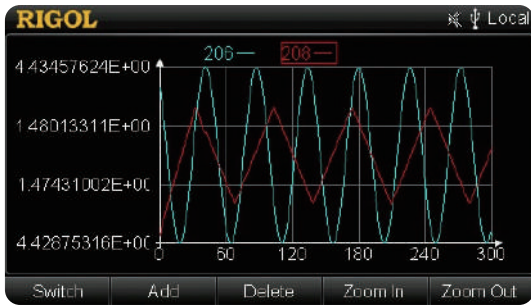 RIGOL Local
206 208
4.43457624E+00
1.48013311E+00
1.47431002E+00
4.42875316E+00
0 60 120 180 240 300
Switch Add Delete Zoom In Zoom Out